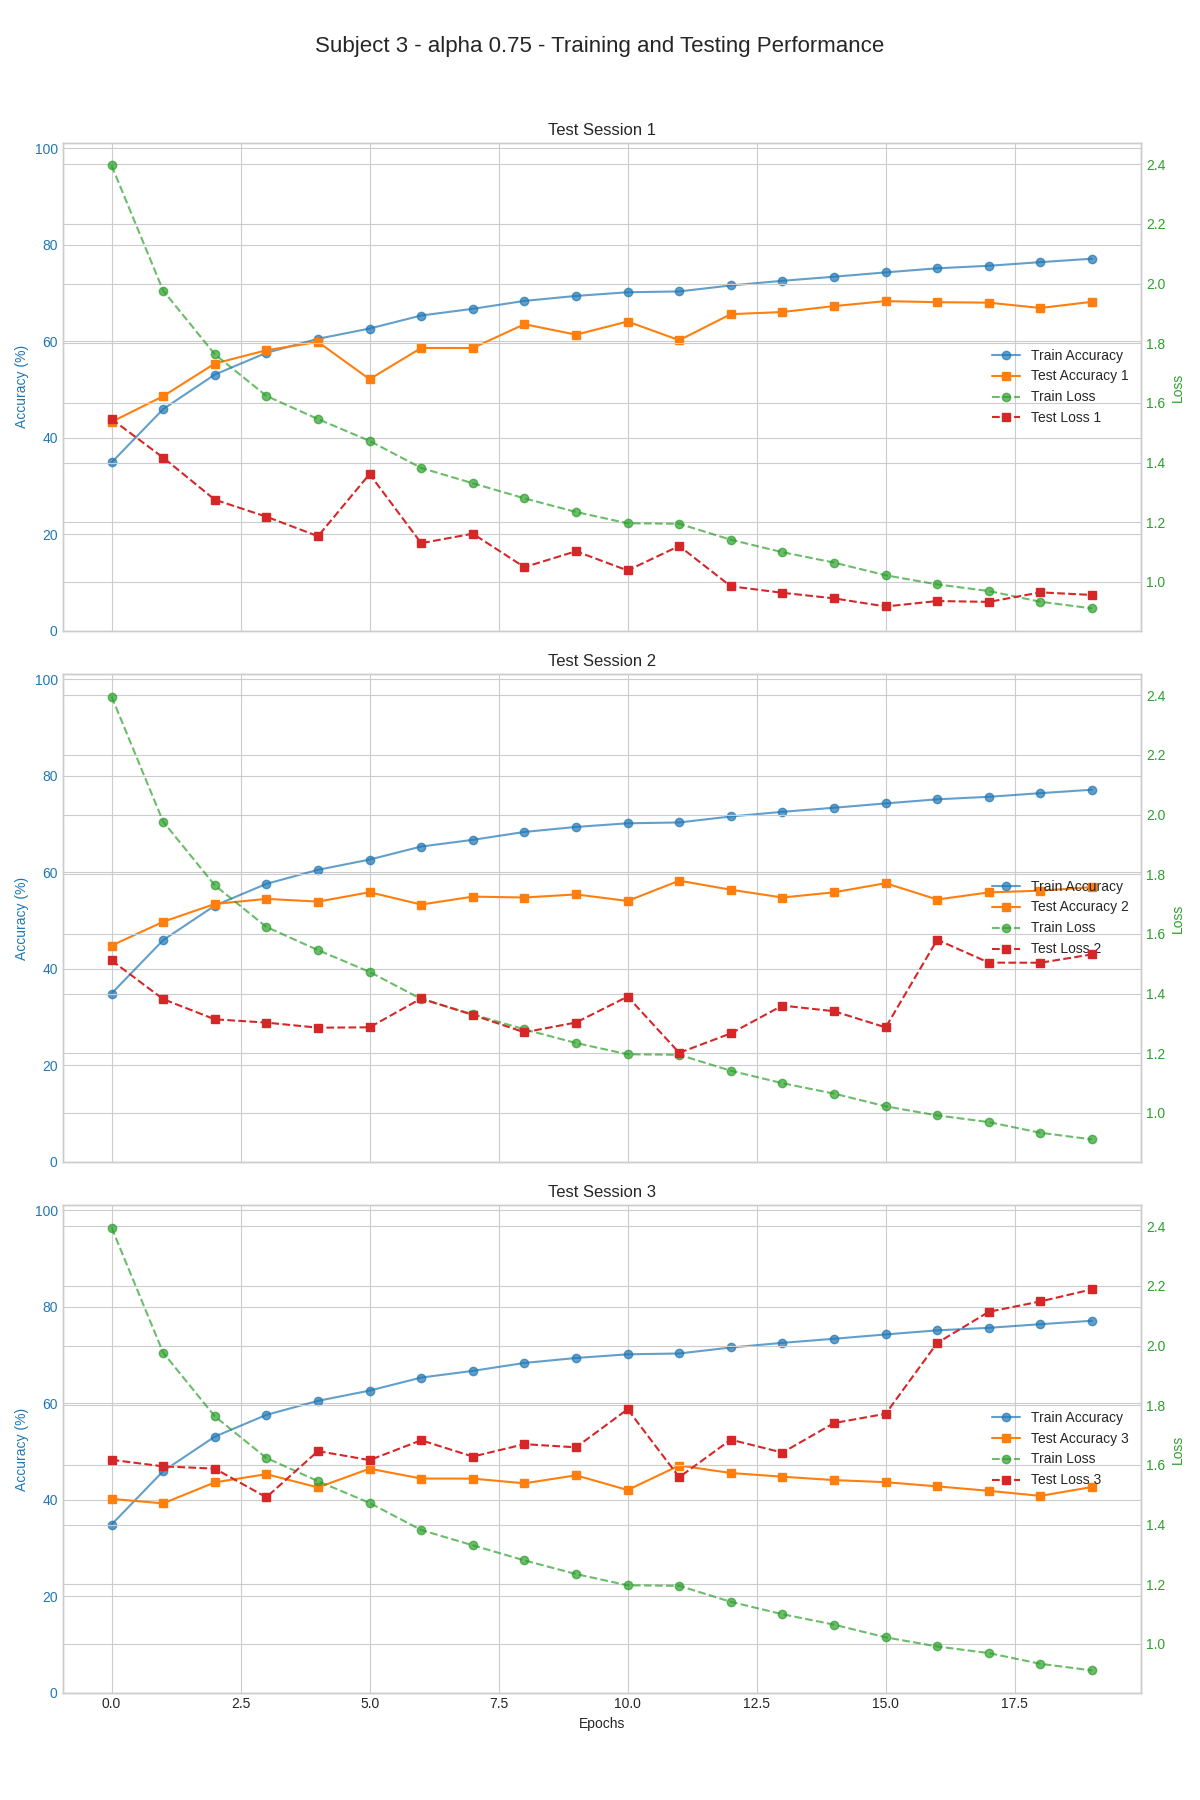 Subject 3 - alpha 0.75 - Training and Testing Performance
Test Session 1
100
80
60
40
20
0
Accuracy (%)
2.4
2.2
2.0
1.8
1.6
1.4
1.2
1.0
Loss
Train Accuracy
Test Accuracy 1
Train Loss
Test Loss 1
Test Session 2
100
80
60
40
20
0
Accuracy (%)
2.4
2.2
2.0
1.8
1.6
1.4
1.2
1.0
Loss
Train Accuracy
Test Accuracy 2
Train Loss
Test Loss 2
Test Session 3
100
80
60
40
20
0
Accuracy (%)
2.4
2.2
2.0
1.8
1.6
1.4
1.2
1.0
Loss
Train Accuracy
Test Accuracy 3
Train Loss
Test Loss 3
0.0 2.5 5.0 7.5 10.0 12.5 15.0 17.5
Epochs